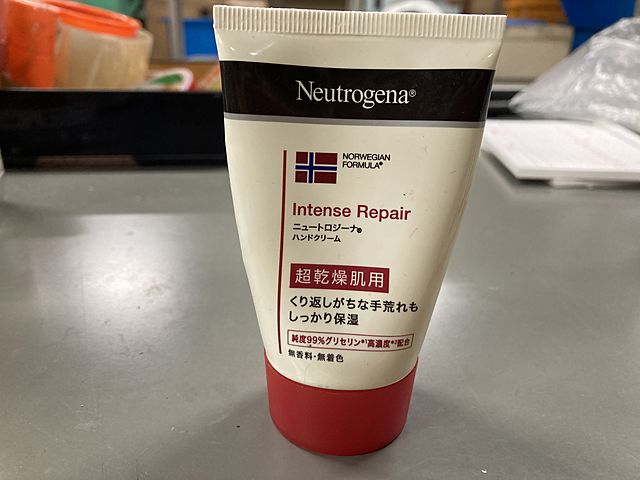 Neutrogena®
NORWEGIAN
FORMULA®
Intense Repair
ニュートロジーナ®
ハンドクリーム
超乾燥肌用
くり返しがちな手荒れも
しっかり保湿
純度99%グリセリン*1高濃度*2配合
無香料・無着色